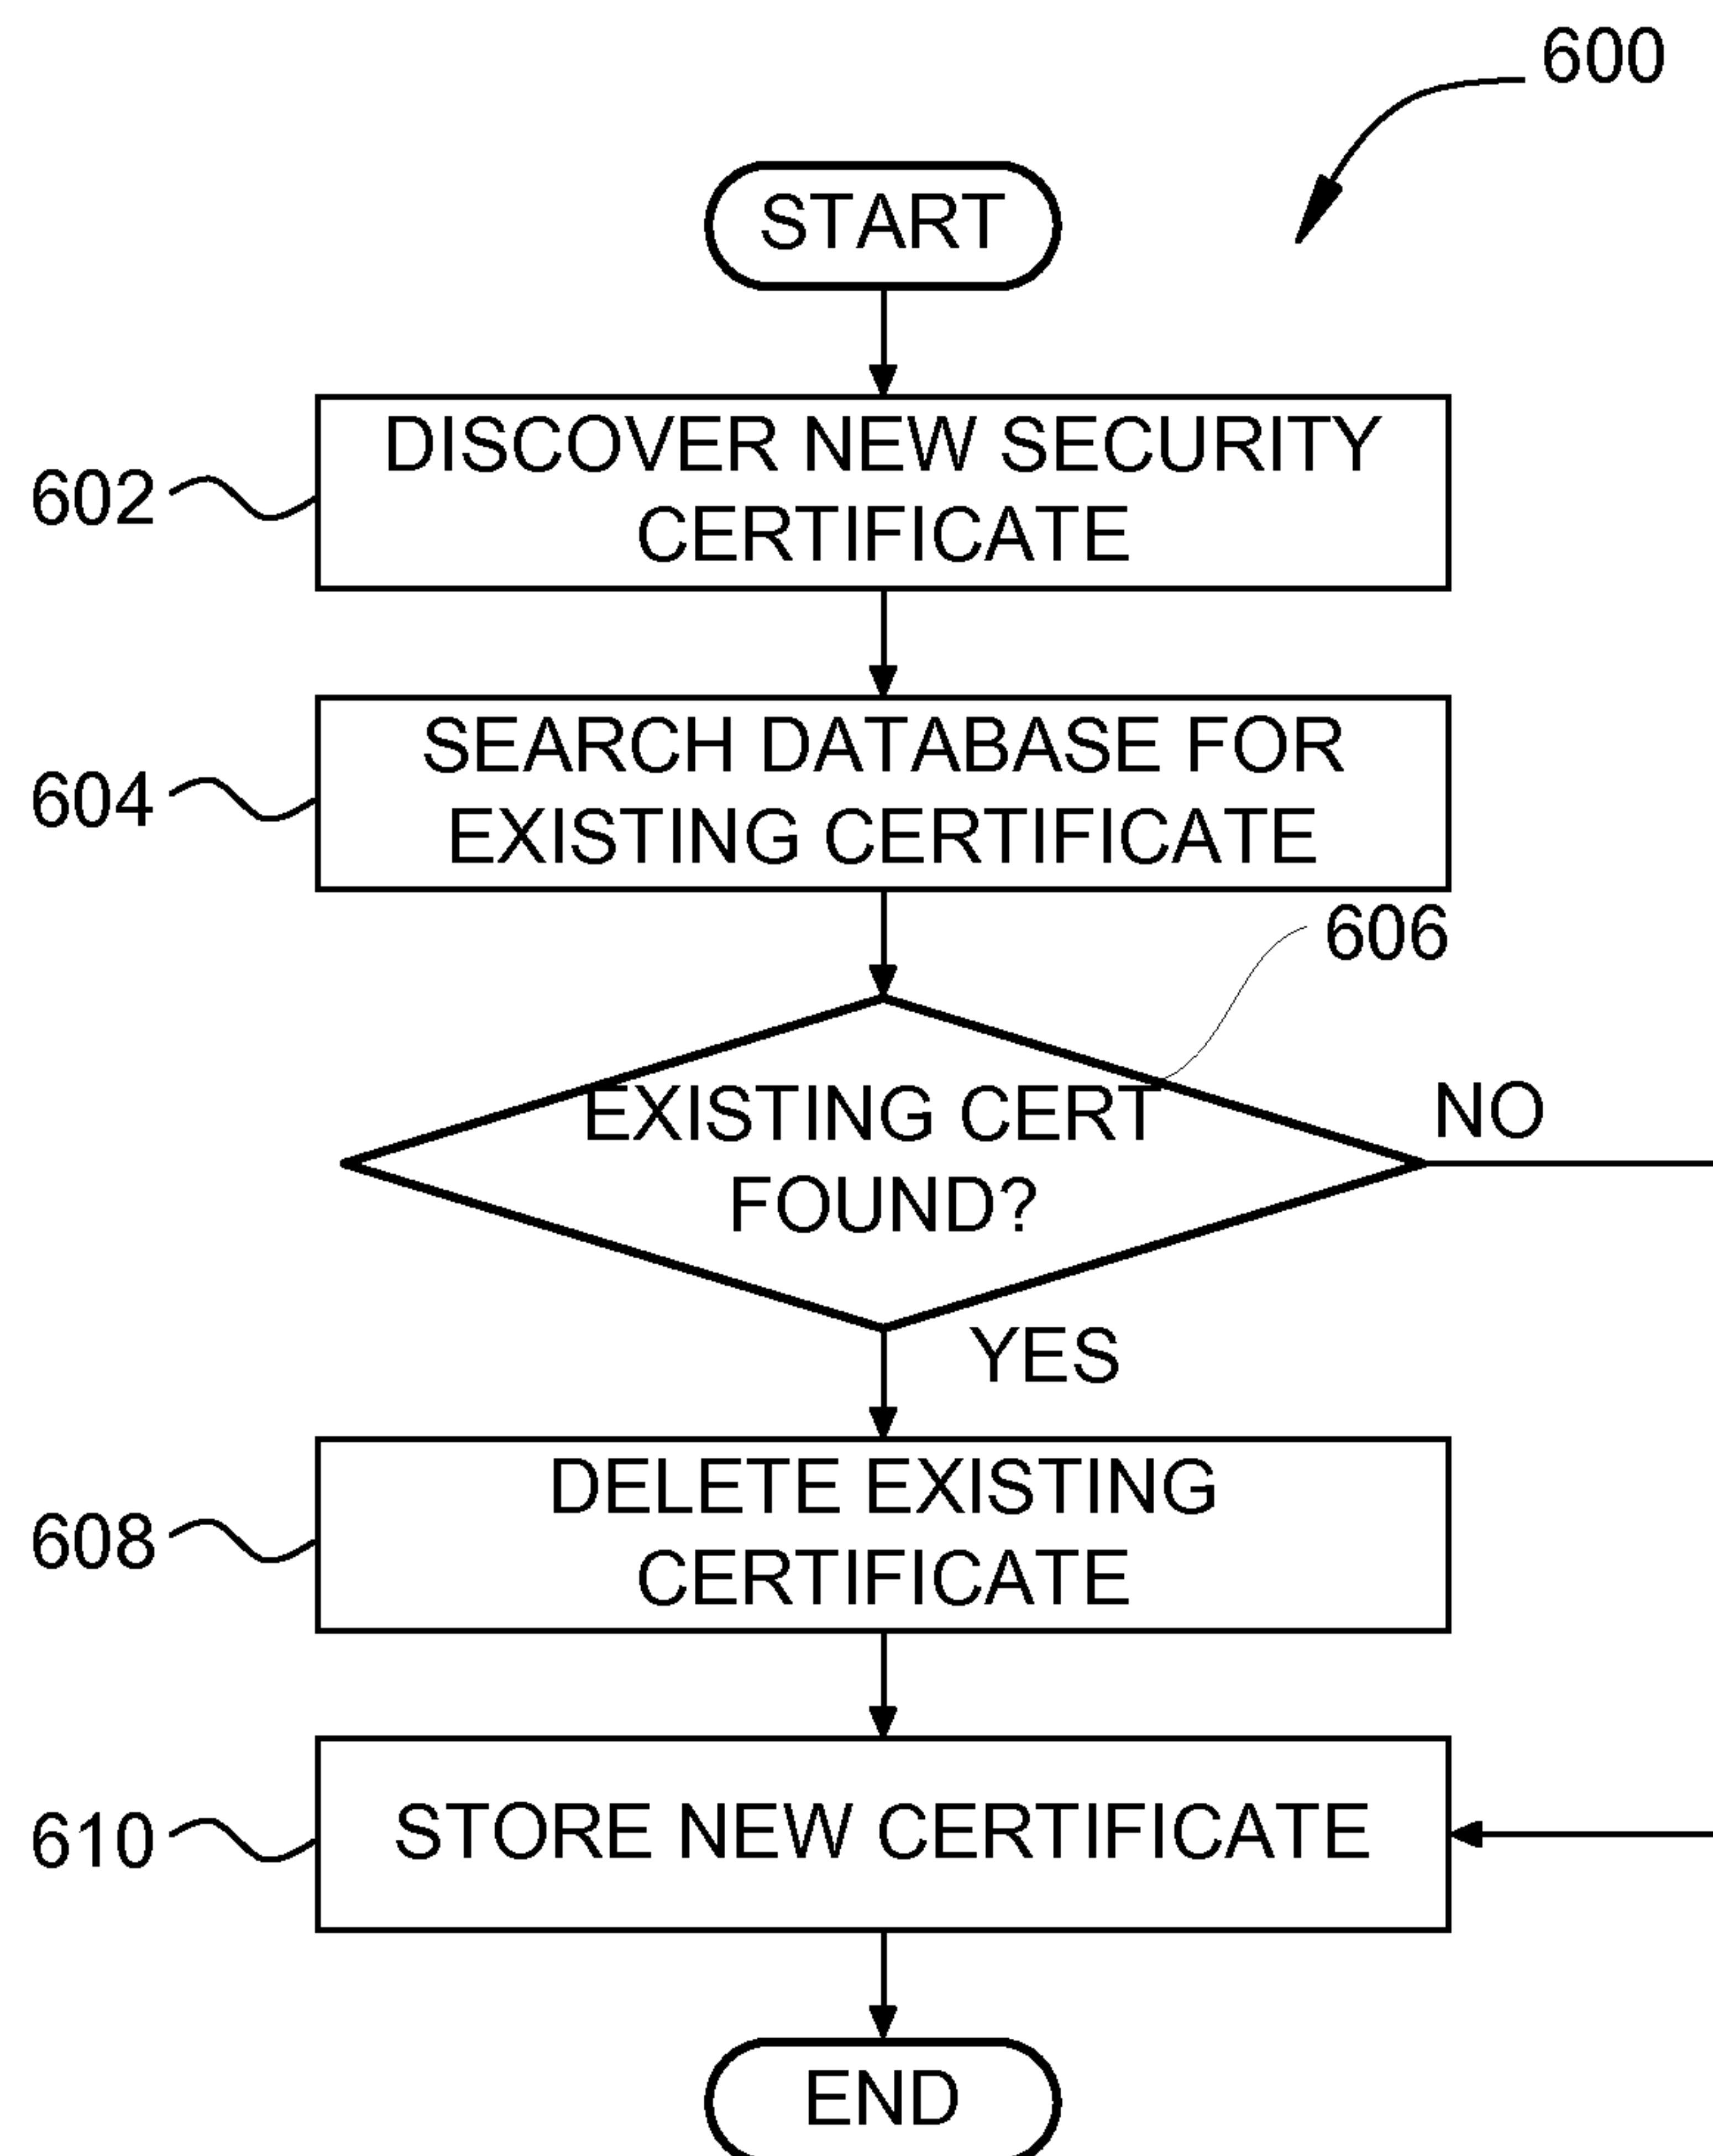 600
START
DISCOVER NEW SECURITY
CERTIFICATE
602
SEARCH DATABASE FOR
EXISTING CERTIFICATE
604
606
EXISTING CERT
FOUND?
NO
YES
DELETE EXISTING
CERTIFICATE
608
STORE NEW CERTIFICATE
610
END